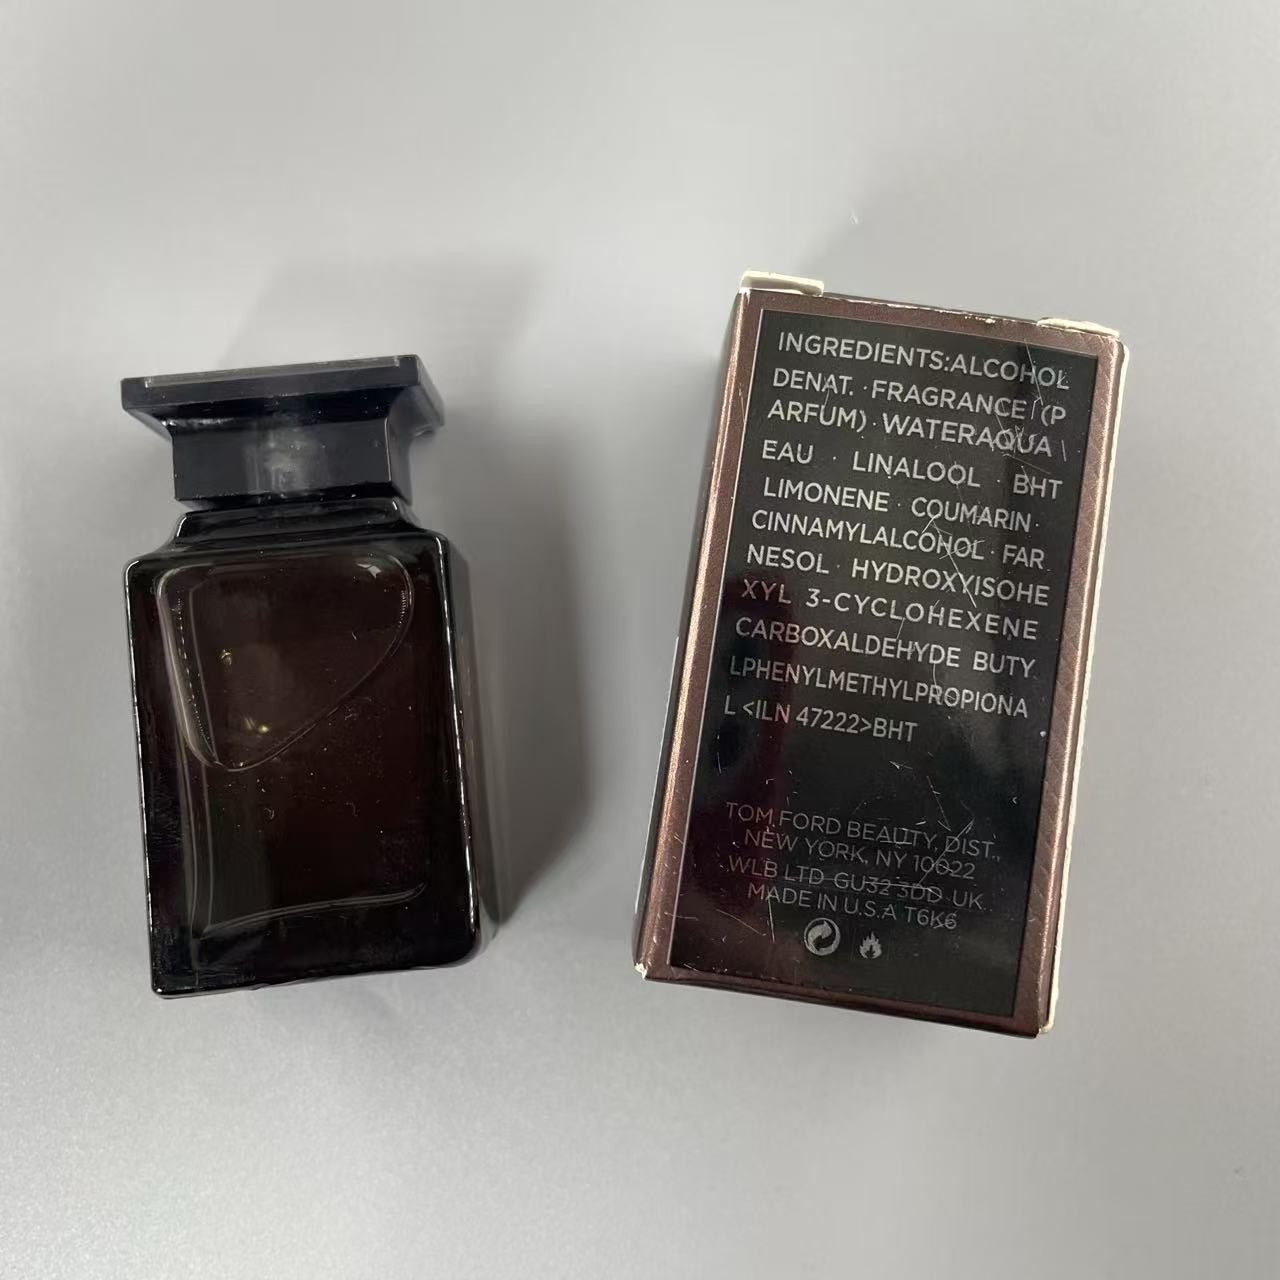 INGREDIENTS:ALCOHOL
DENAT. · FRAGRANCE (P
ARFUM) · WATERAQUA \
EAU · LINALOOL · BHT
LIMONENE · COUMARIN ·
CINNAMYLALCOHOL · FAR
NESOL · HYDROXYISOHE
XYL 3-CYCLOHEXENE
CARBOXALDEHYDE BUTY
LPHENYLMETHYLPROPIONA
L <ILN 47222>BHT
TOM FORD BEAUTY, DIST.,
NEW YORK, NY 10022
WLB LTD GU32 3DD UK
MADE IN U.S.A T6K6